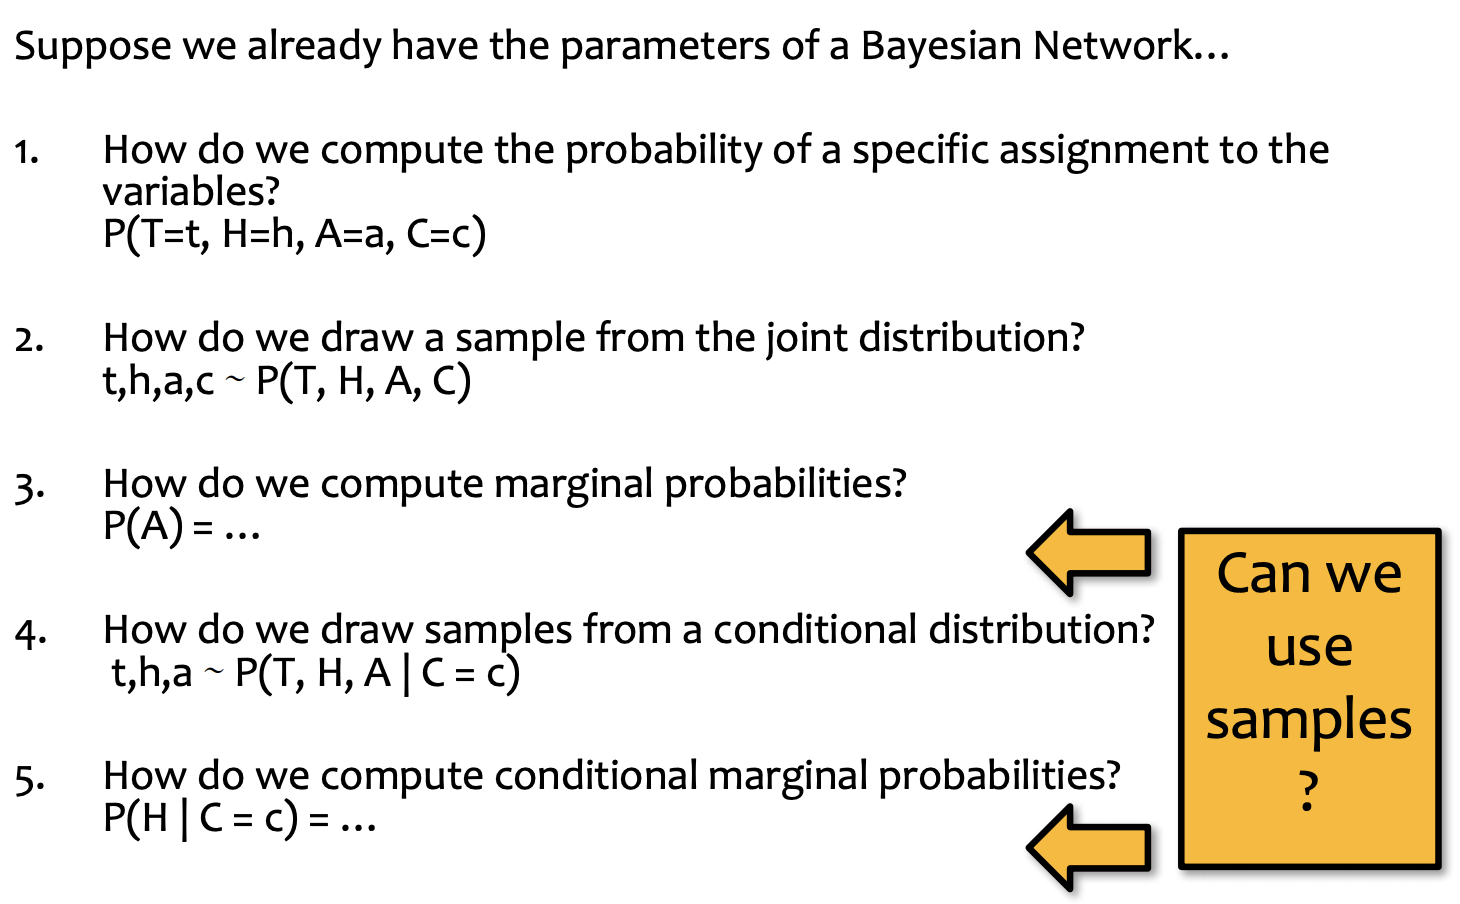 Suppose we already have the parameters of a Bayesian Network…
1. How do we compute the probability of a specific assignment to the
variables?
P(T=t, H=h, A=a, C=c)
2. How do we draw a sample from the joint distribution?
t,h,a,c ~ P(T, H, A, C)
3. How do we compute marginal probabilities?
P(A) = …
4. How do we draw samples from a conditional distribution?
t,h,a ~ P(T, H, A | C = c)
5. How do we compute conditional marginal probabilities?
P(H | C = c) = …
Can we
use
samples
?